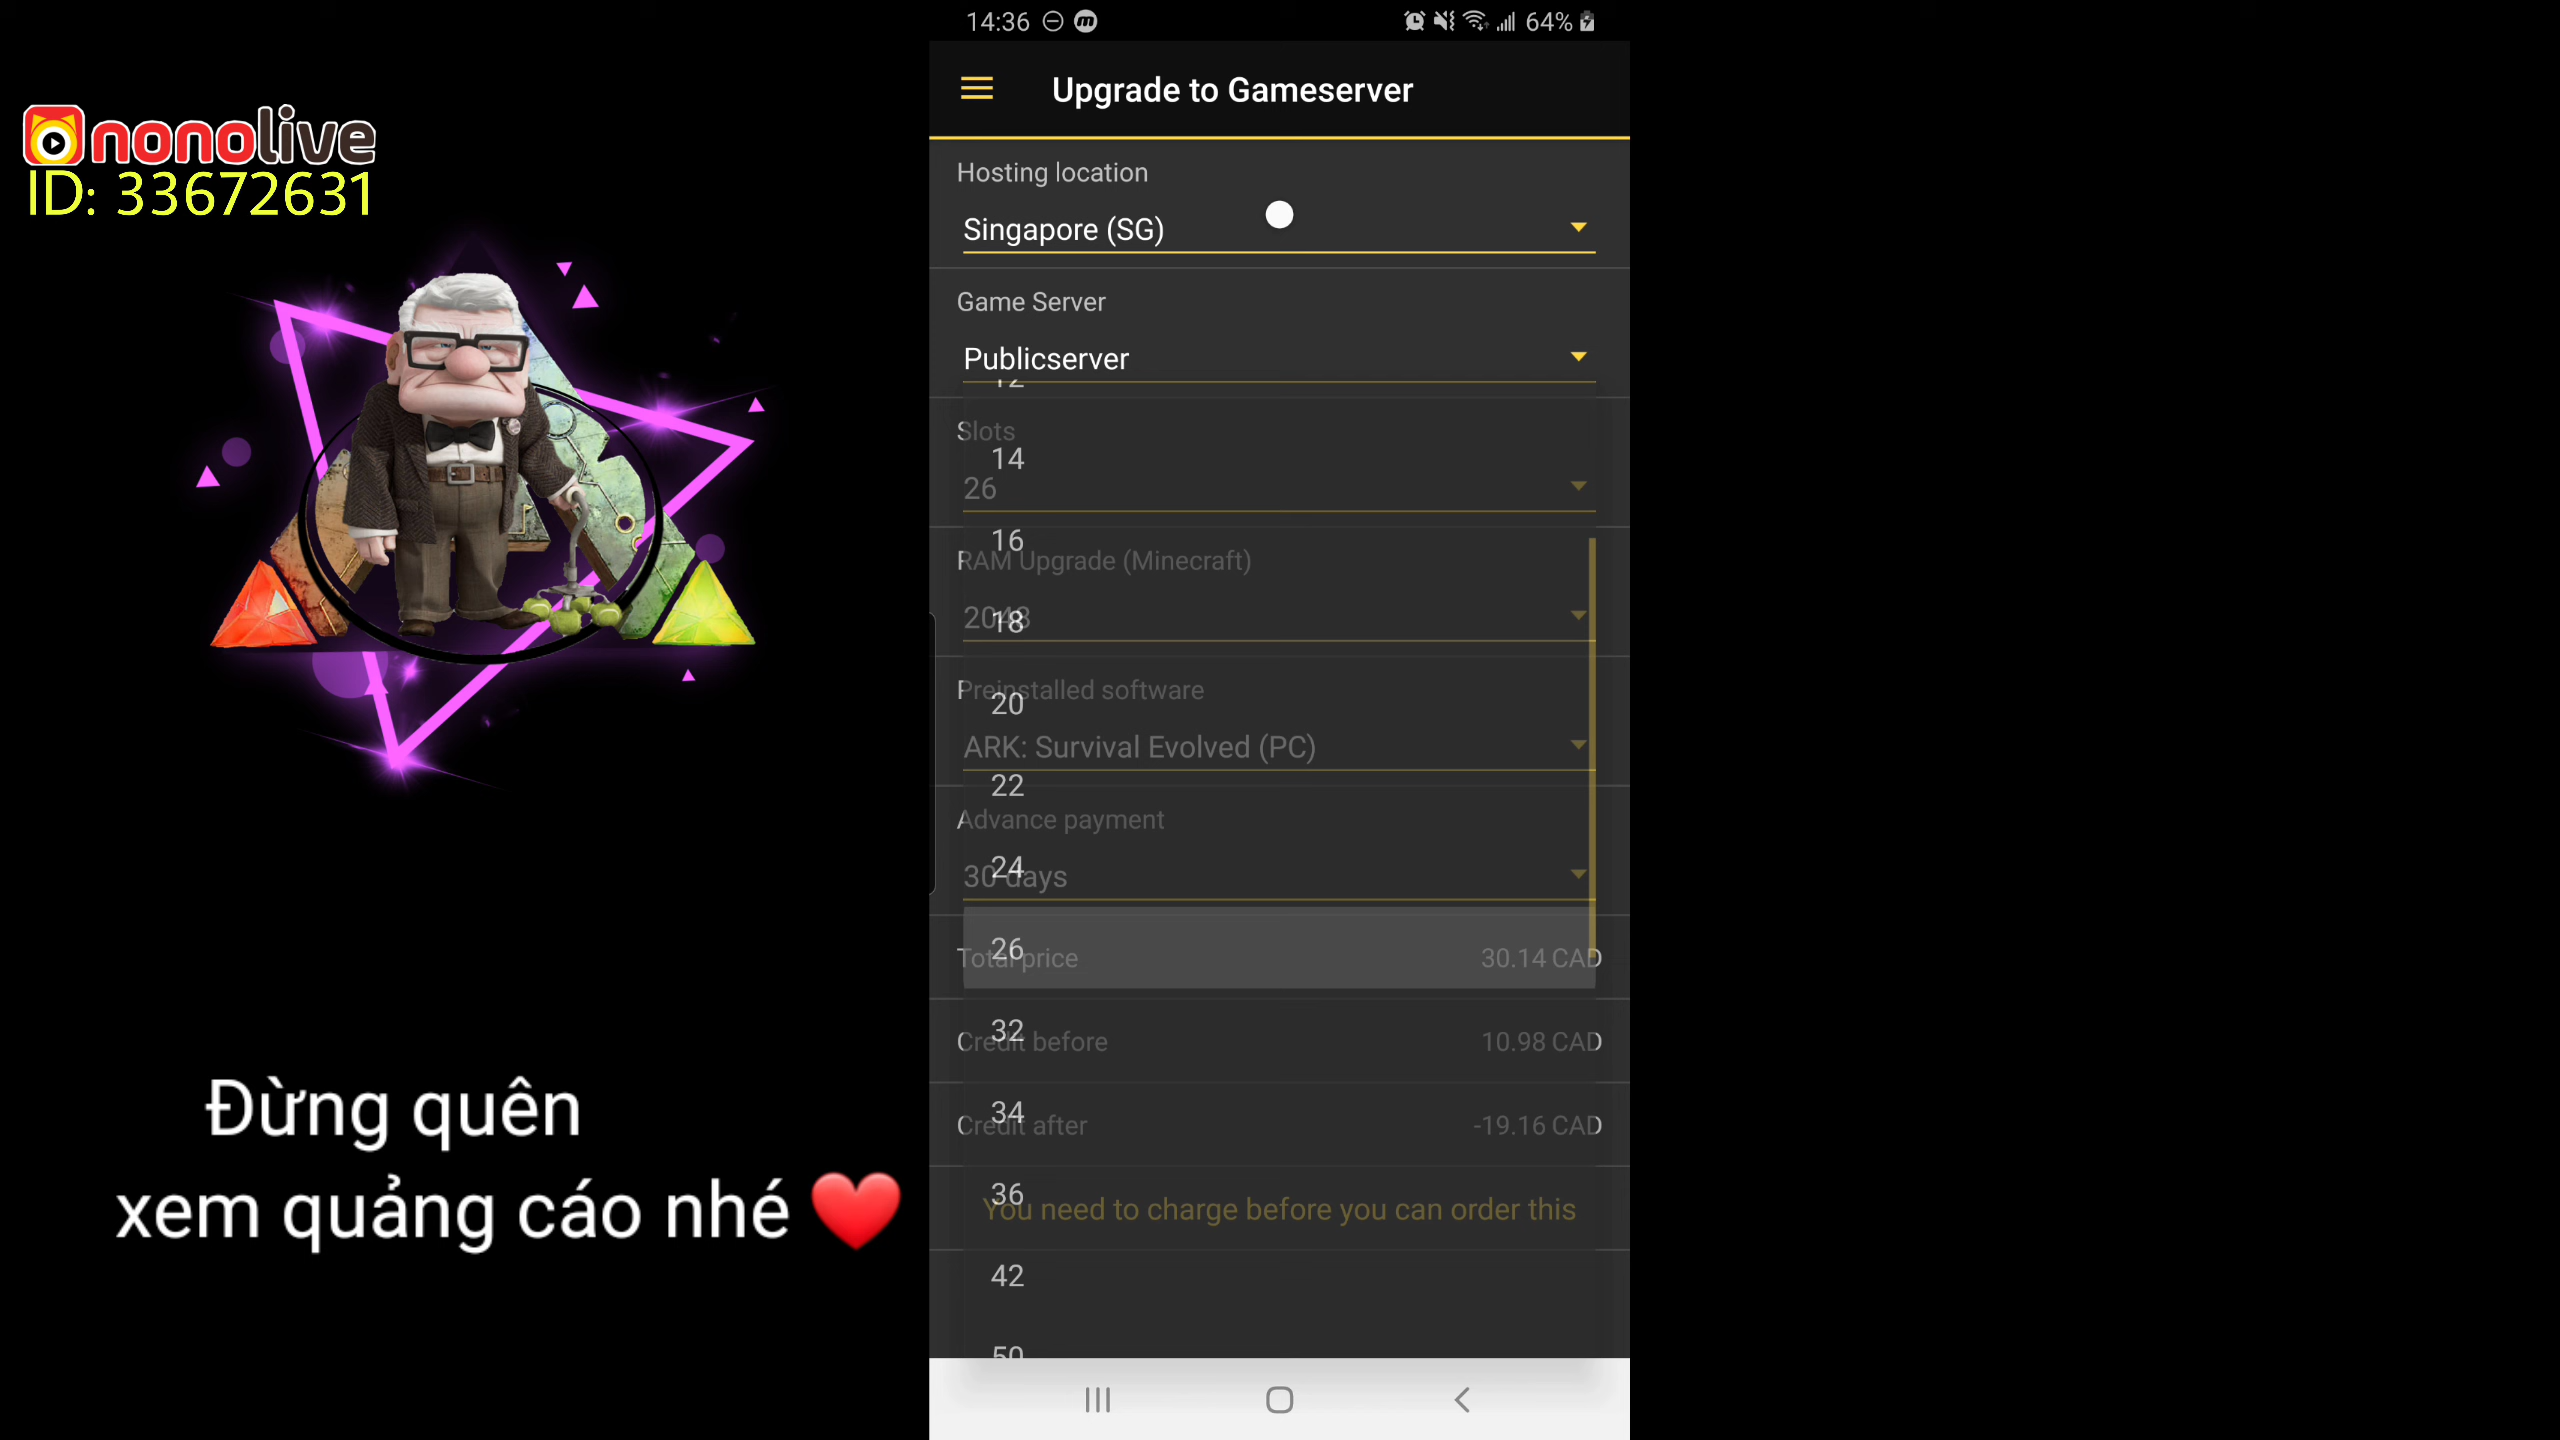 nonolive
ID: 33672631
Đừng quên
xem quảng cáo nhé
14:36
64%
Upgrade to Gameserver
Hosting location
Singapore (SG)
Game Server
Publicserver
12
Slots
14
26
16
RAM Upgrade (Minecraft)
2048
18
Preinstalled software
20
ARK: Survival Evolved (PC)
22
Advance payment
24
30 days
26
Total price 30.14 CAD
32
Credit before 10.98 CAD
34
Credit after -19.16 CAD
36
You need to charge before you can order this
42
50